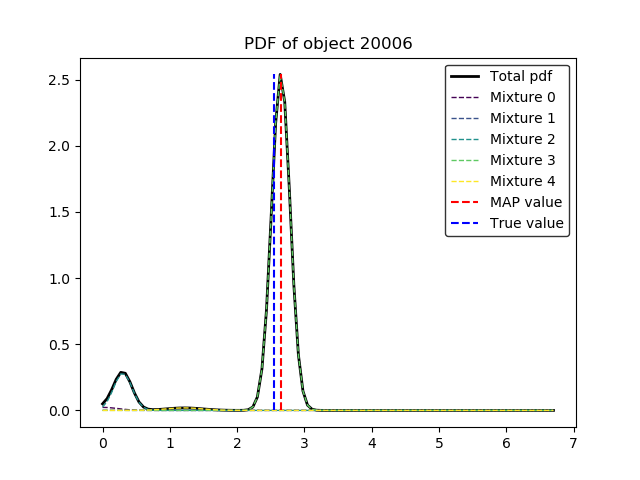 PDF of object 20006
Total pdf
Mixture 0
Mixture 1
Mixture 2
Mixture 3
Mixture 4
MAP value
True value
2.5
2.0
1.5
1.0
0.5
0.0
0 1 2 3 4 5 6 7